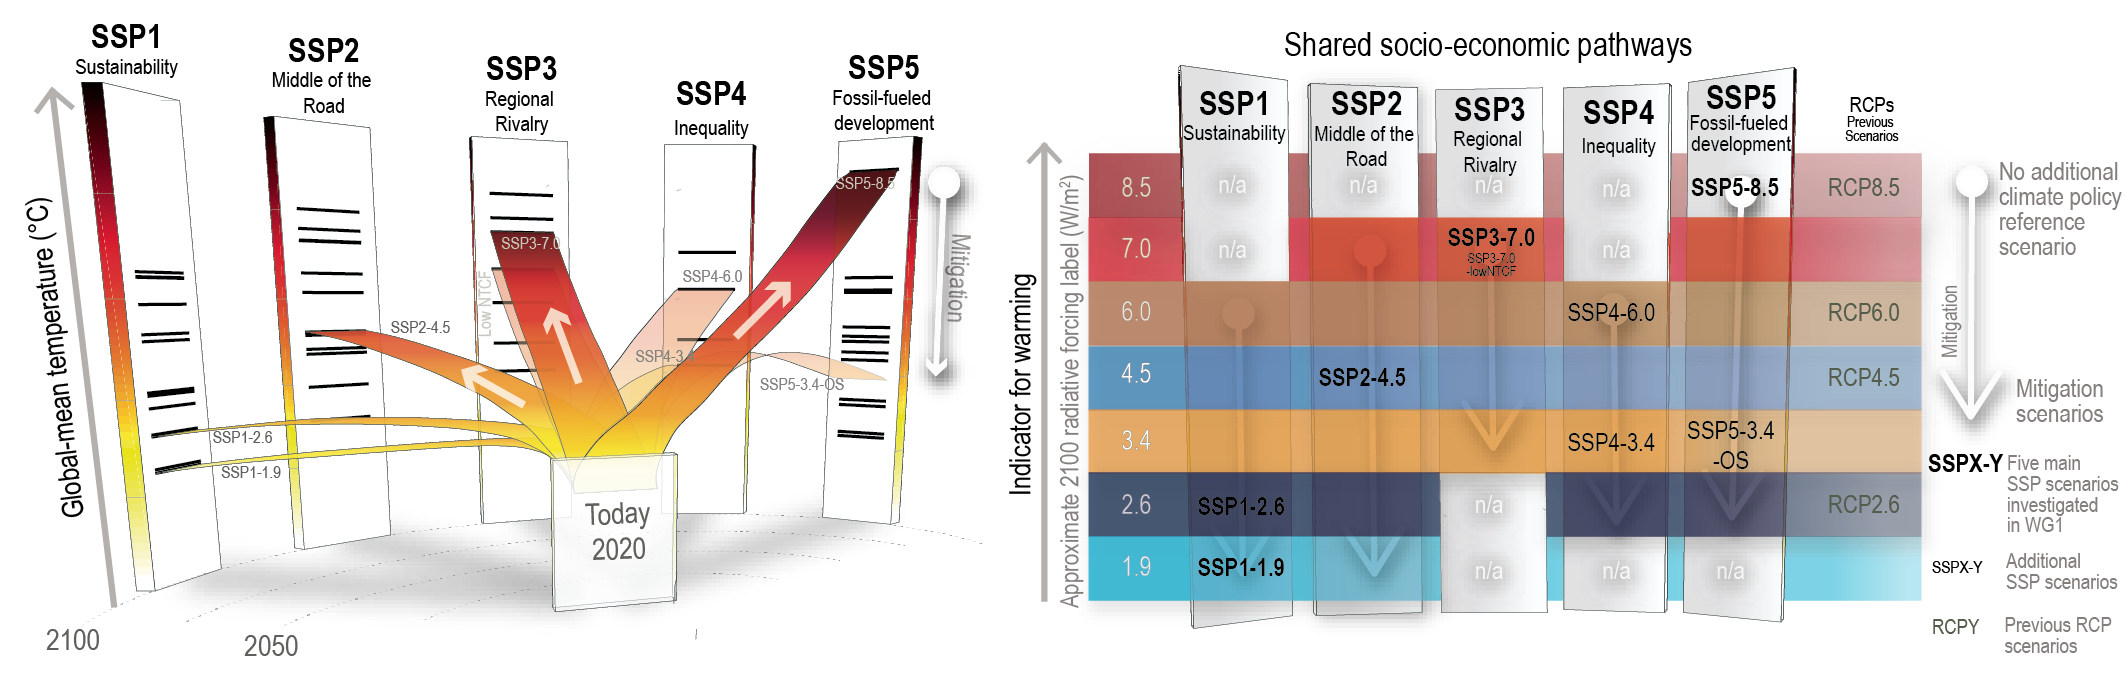 SSP1
Sustainability
SSP2
Middle of the
Road
SSP3
Regional
Rivalry
SSP4
Inequality
SSP5
Fossil-fueled
development
Global-mean temperature (°C)
SSP5-8.5
SSP3-7.0
Low NTCF
SSP4-6.0
SSP2-4.5
SSP4-3.4
SSP5-3.4-OS
SSP1-2.6
SSP1-1.9
Mitigation
Today
2020
2100
2050
Shared socio-economic pathways
SSP1
Sustainability
SSP2
Middle of the
Road
SSP3
Regional
Rivalry
SSP4
Inequality
SSP5
Fossil-fueled
development
RCPs
Previous
Scenarios
Indicator for warming
Approximate 2100 radiative forcing label (W/m²)
8.5
n/a
n/a
n/a
n/a
SSP5-8.5
RCP8.5
7.0
n/a
SSP3-7.0
SSP3-7.0
-lowNTCF
n/a
6.0
SSP4-6.0
RCP6.0
4.5
SSP2-4.5
RCP4.5
3.4
SSP4-3.4
SSP5-3.4
-OS
2.6
SSP1-2.6
n/a
RCP2.6
1.9
SSP1-1.9
n/a
n/a
n/a
No additional
climate policy
reference
scenario
Mitigation
Mitigation
scenarios
SSPX-Y
Five main
SSP scenarios
investigated
in WG1
SSPX-Y
Additional
SSP scenarios
RCPY
Previous RCP
scenarios